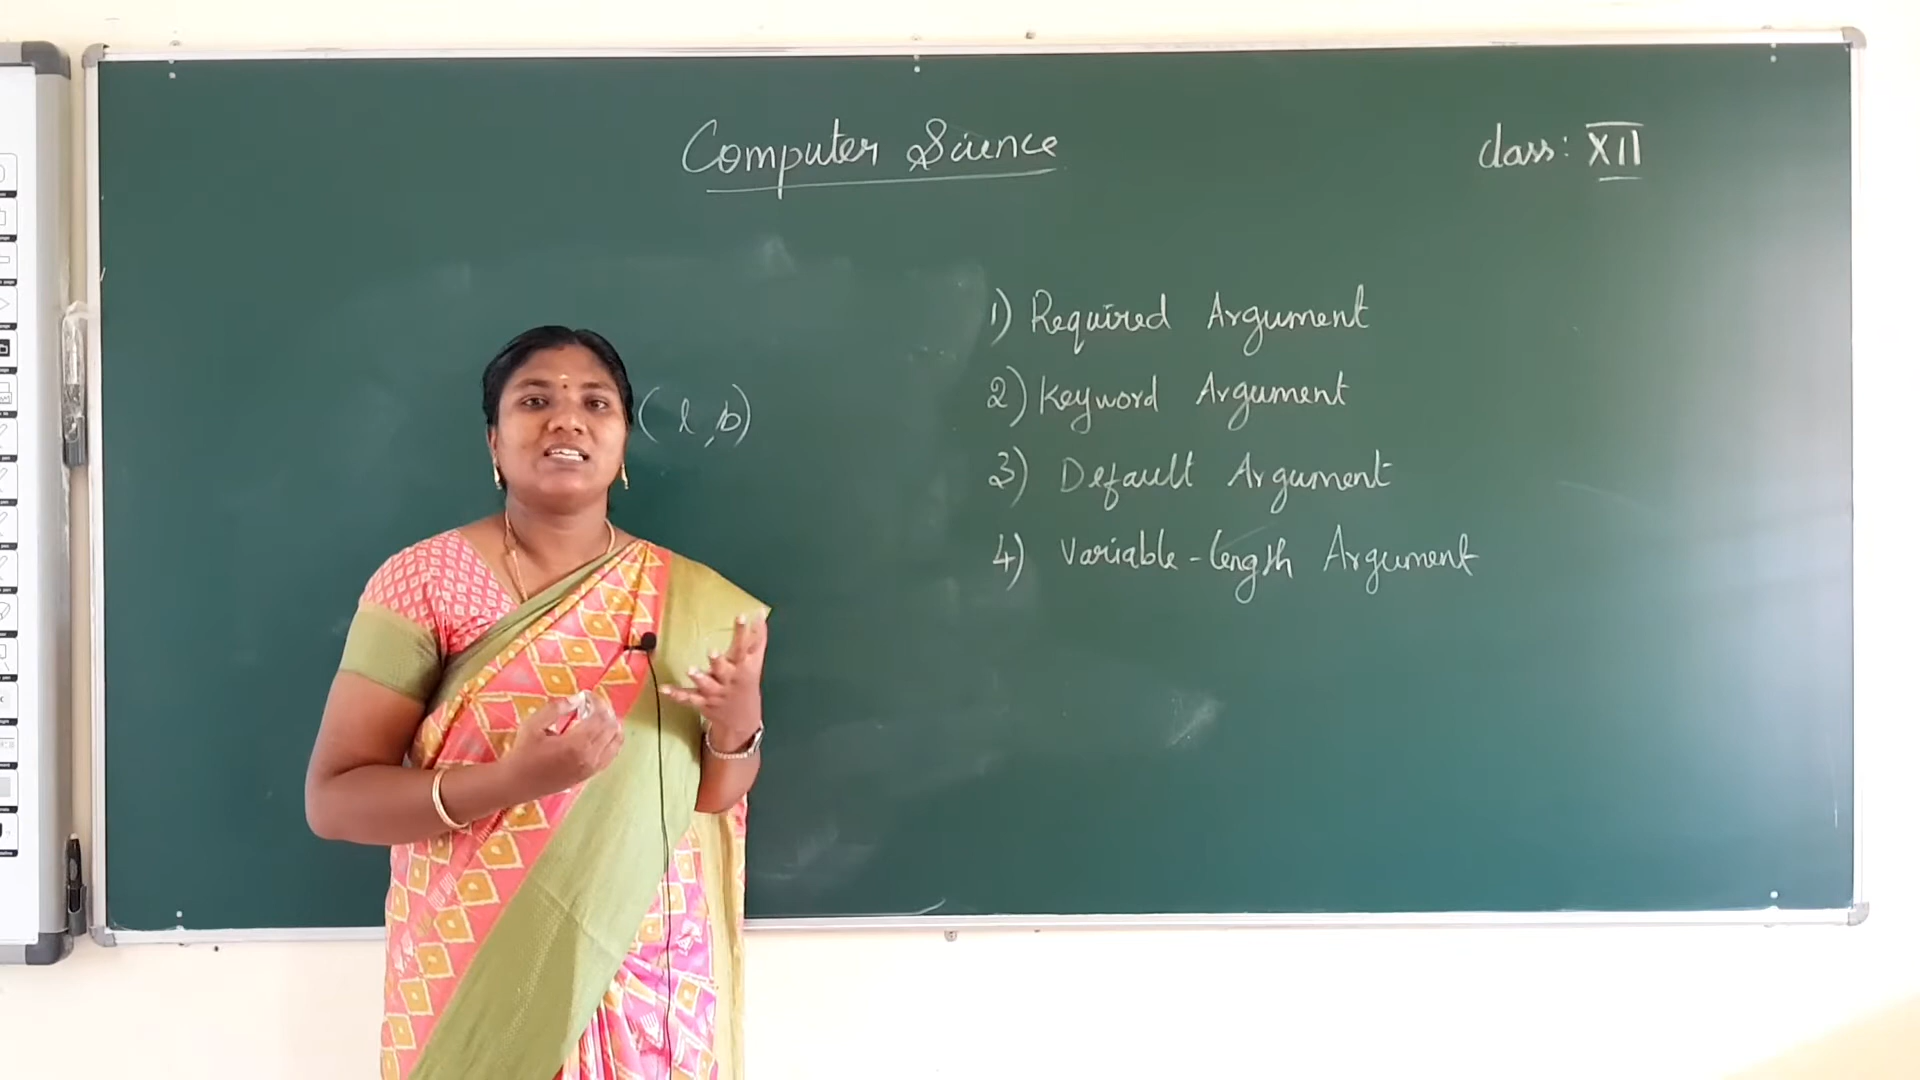 Computer Science
class: XII
(l,b)
1) Required Argument
2) Keyword Argument
3) Default Argument
4) Variable-length Argument